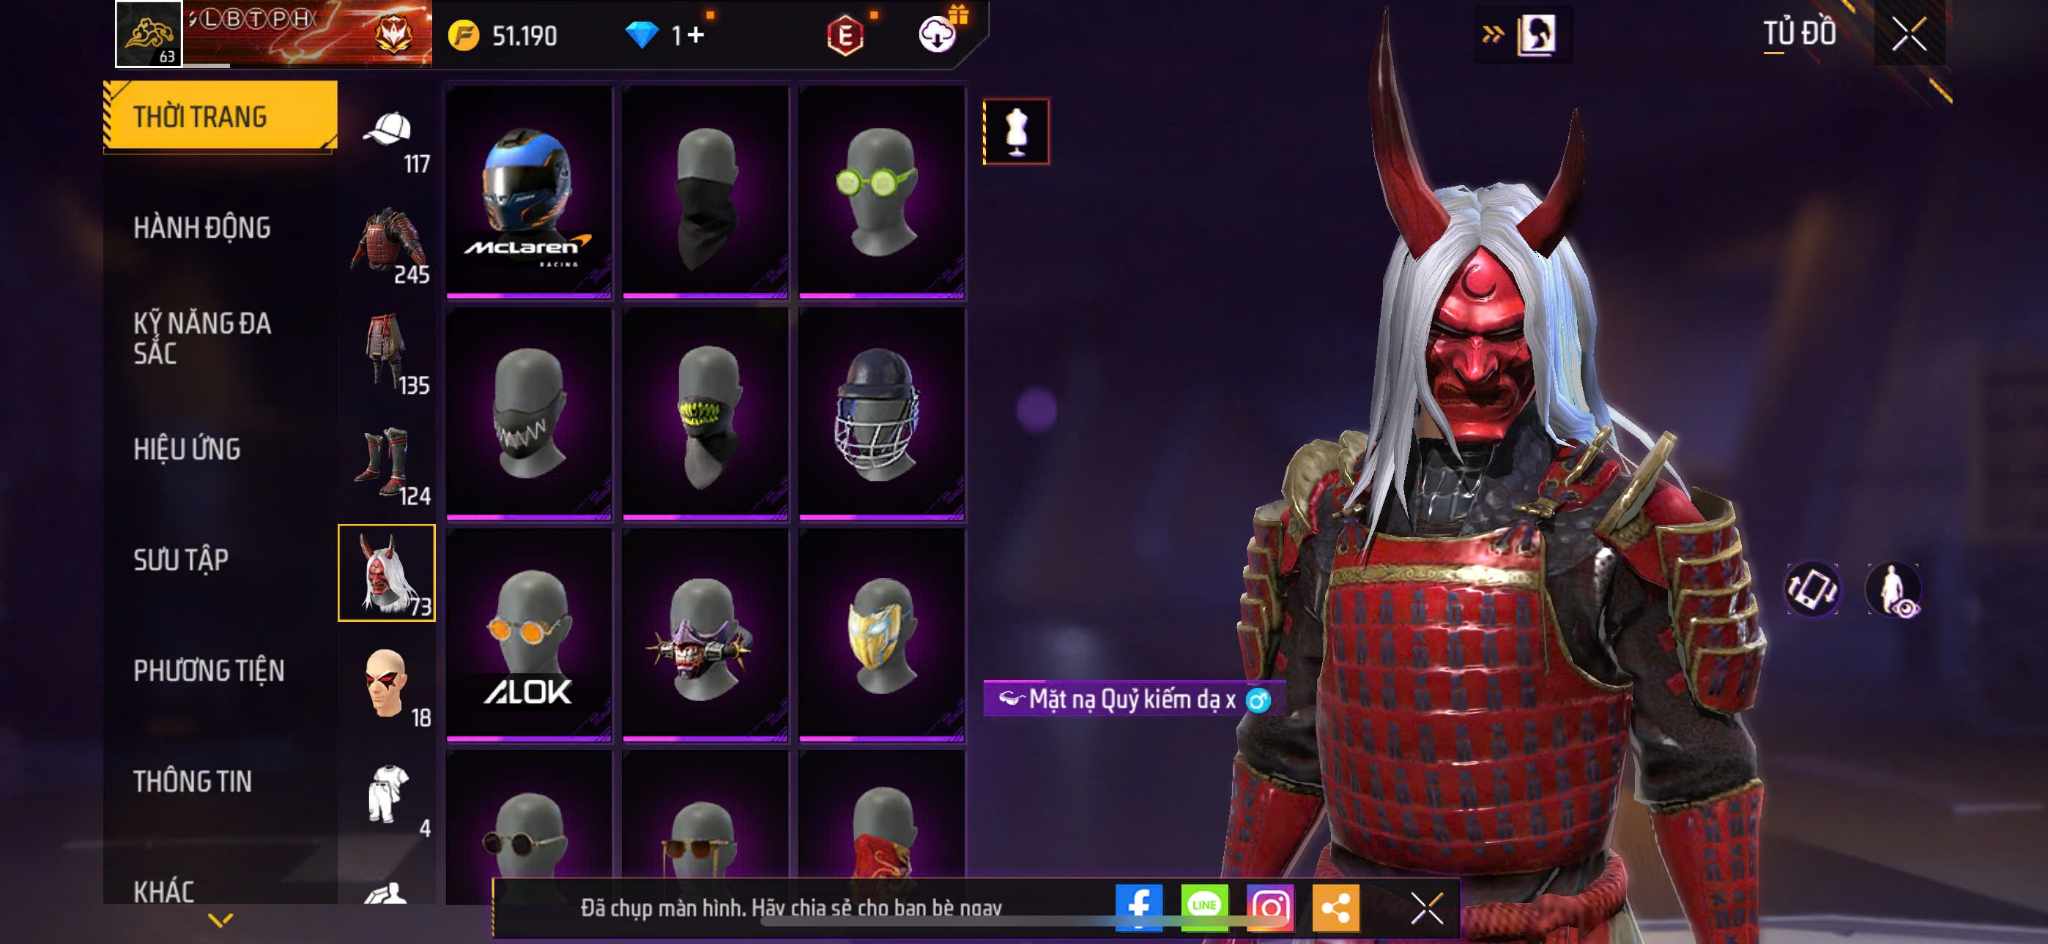 ⓁⒷⓉⓅⒽ
63
51.190
1+
E
TỦ ĐỒ
THỜI TRANG
117
HÀNH ĐỘNG
245
KỸ NĂNG ĐA
SẮC
135
HIỆU ỨNG
124
SƯU TẬP
73
PHƯƠNG TIỆN
18
THÔNG TIN
4
KHÁC
McLaren
RACING
ALOK
Mặt nạ Quỷ kiếm dạ x
Đã chụp màn hình. Hãy chia sẻ cho bạn bè ngay
LINE